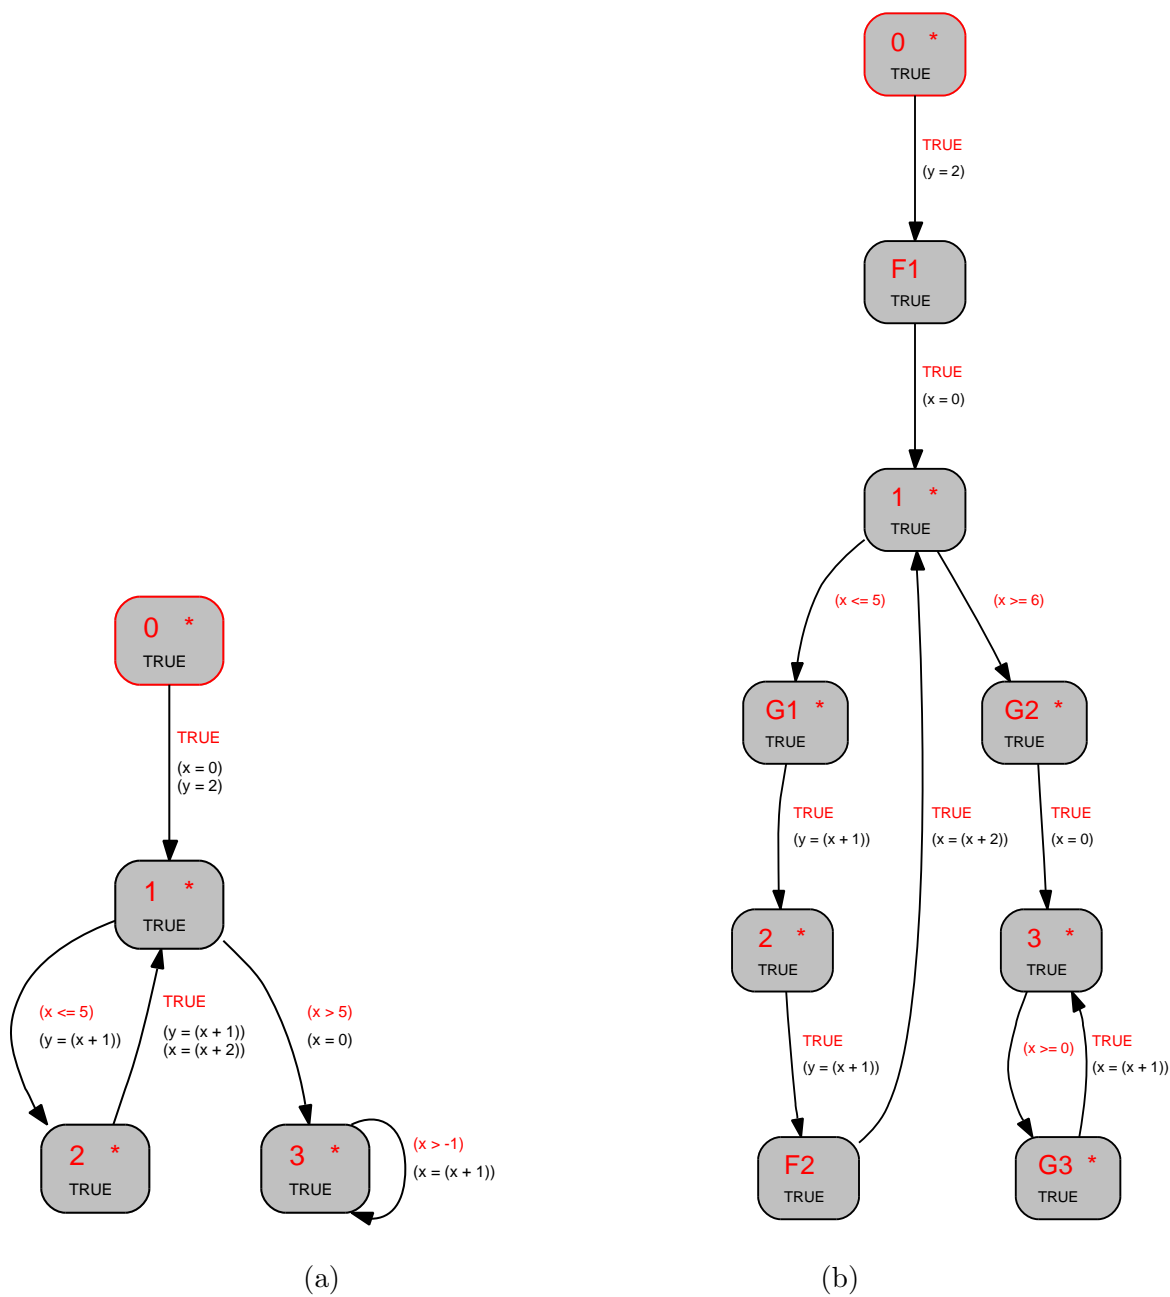 0 *
TRUE
TRUE
(x = 0)
(y = 2)
1 *
TRUE
(x <= 5)
(y = (x + 1))
TRUE
(y = (x + 1))
(x = (x + 2))
(x > 5)
(x = 0)
2 *
TRUE
3 *
TRUE
(x > -1)
(x = (x + 1))
(a)
0 *
TRUE
TRUE
(y = 2)
F1
TRUE
TRUE
(x = 0)
1 *
TRUE
(x <= 5)
(x >= 6)
G1 *
TRUE
G2 *
TRUE
TRUE
(y = (x + 1))
TRUE
(x = (x + 2))
TRUE
(x = 0)
2 *
TRUE
3 *
TRUE
TRUE
(y = (x + 1))
(x >= 0)
TRUE
(x = (x + 1))
F2
TRUE
G3 *
TRUE
(b)